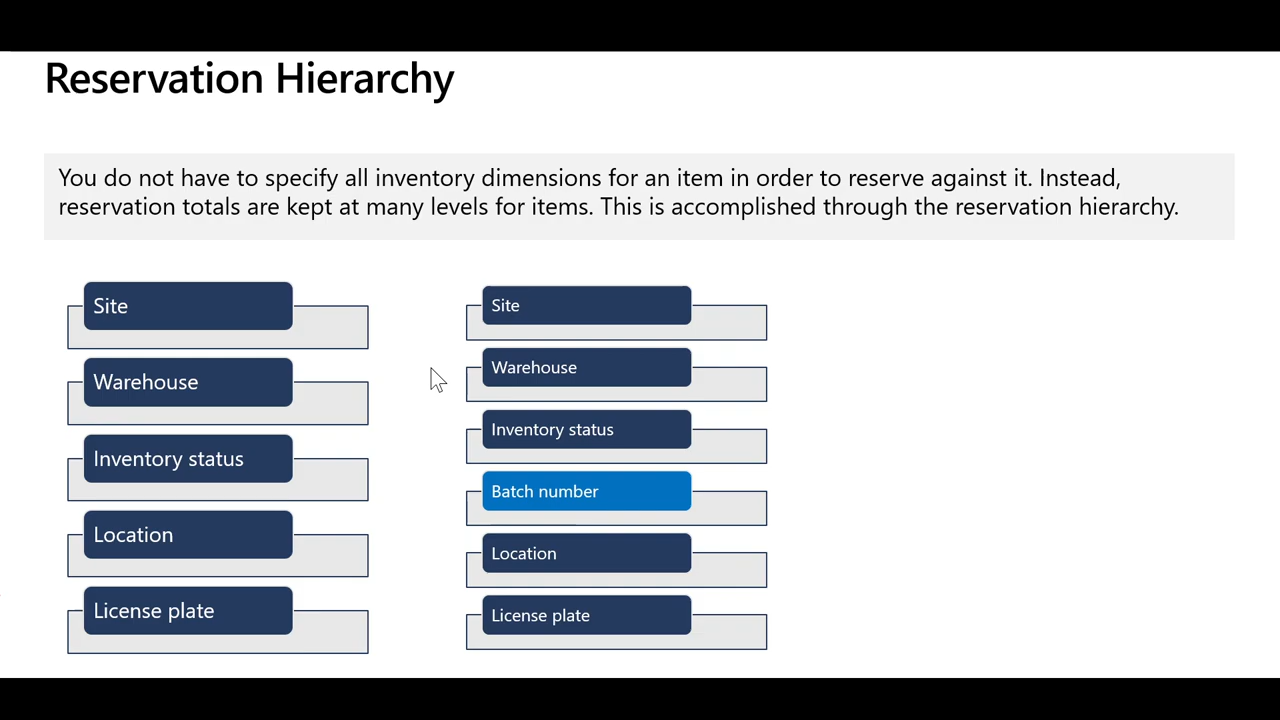 Reservation Hierarchy
You do not have to specify all inventory dimensions for an item in order to reserve against it. Instead,
reservation totals are kept at many levels for items. This is accomplished through the reservation hierarchy.
Site
Warehouse
Inventory status
Location
License plate
Site
Warehouse
Inventory status
Batch number
Location
License plate